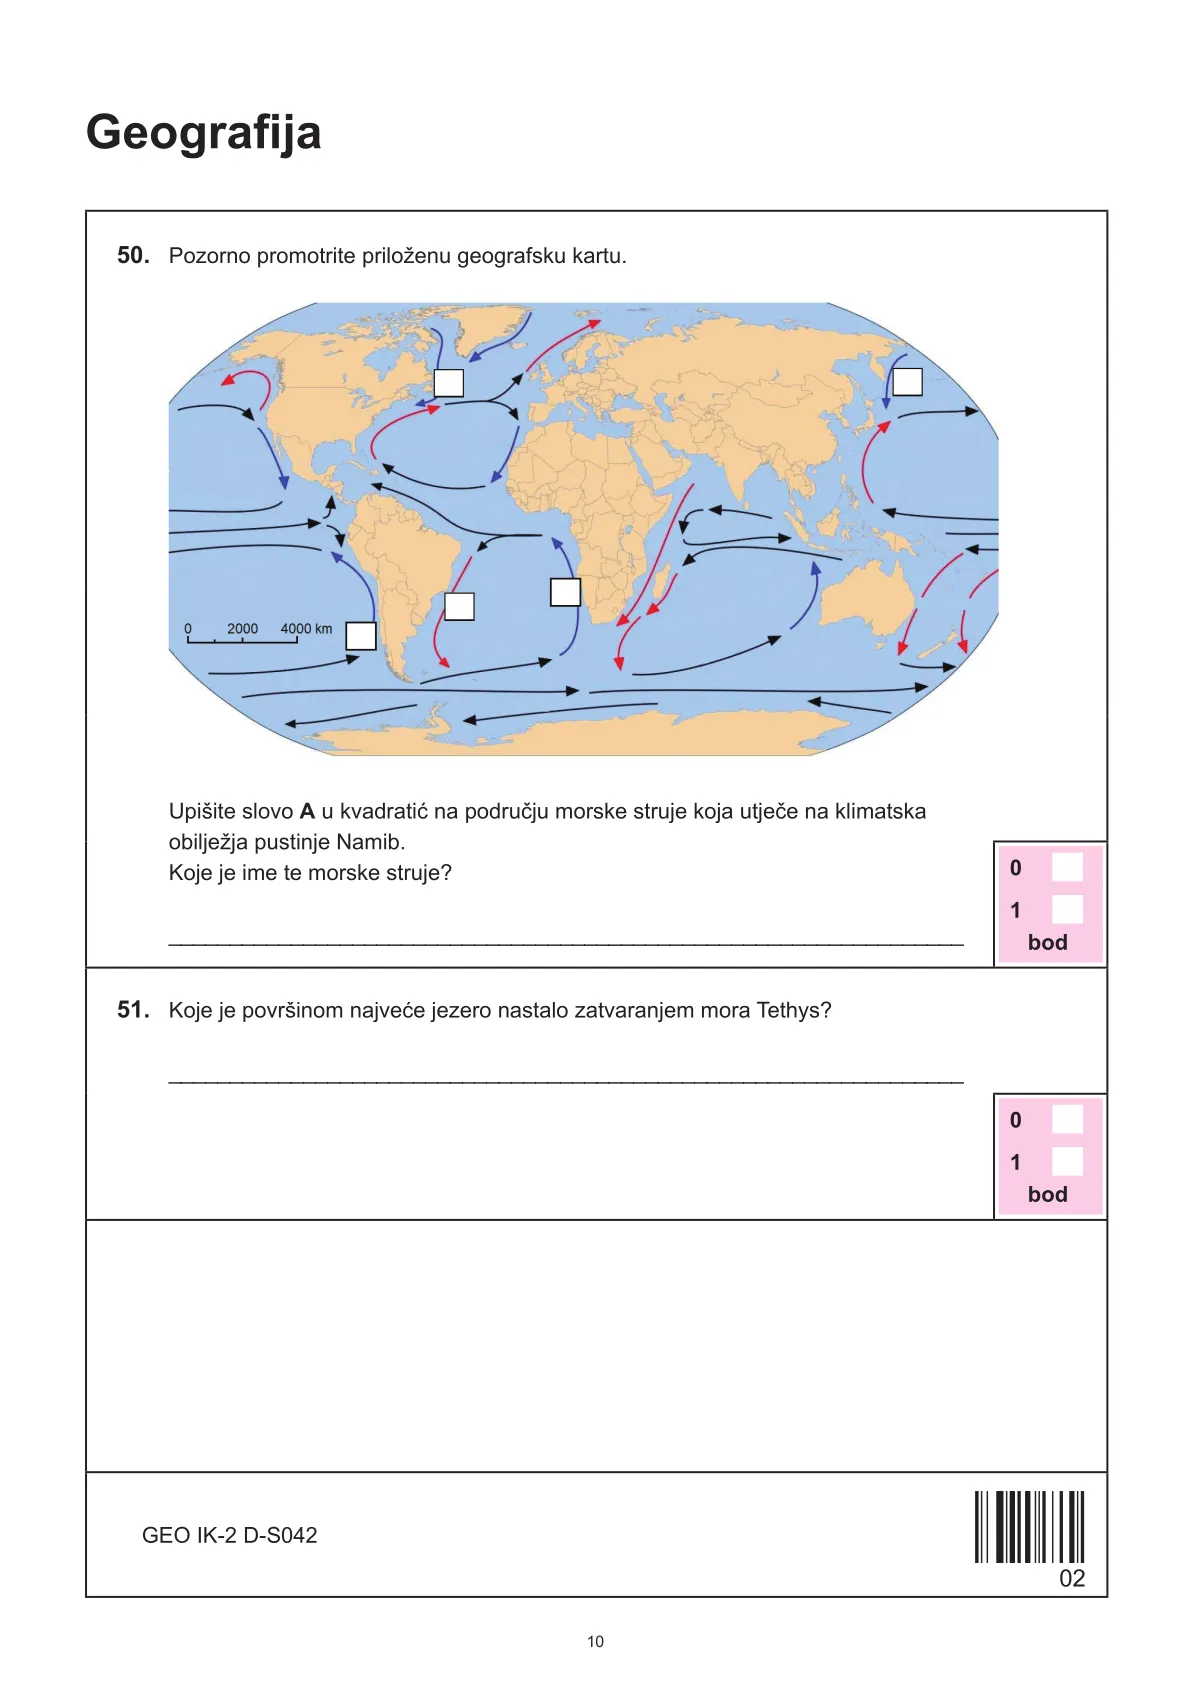 Geografija
50. Pozorno promotrite priloženu geografsku kartu.
0 2000 4000 km
Upišite slovo A u kvadratić na području morske struje koja utječe na klimatska
obilježja pustinje Namib.
Koje je ime te morske struje?
0
1
bod
51. Koje je površinom najveće jezero nastalo zatvaranjem mora Tethys?
0
1
bod
GEO IK-2 D-S042
02
10